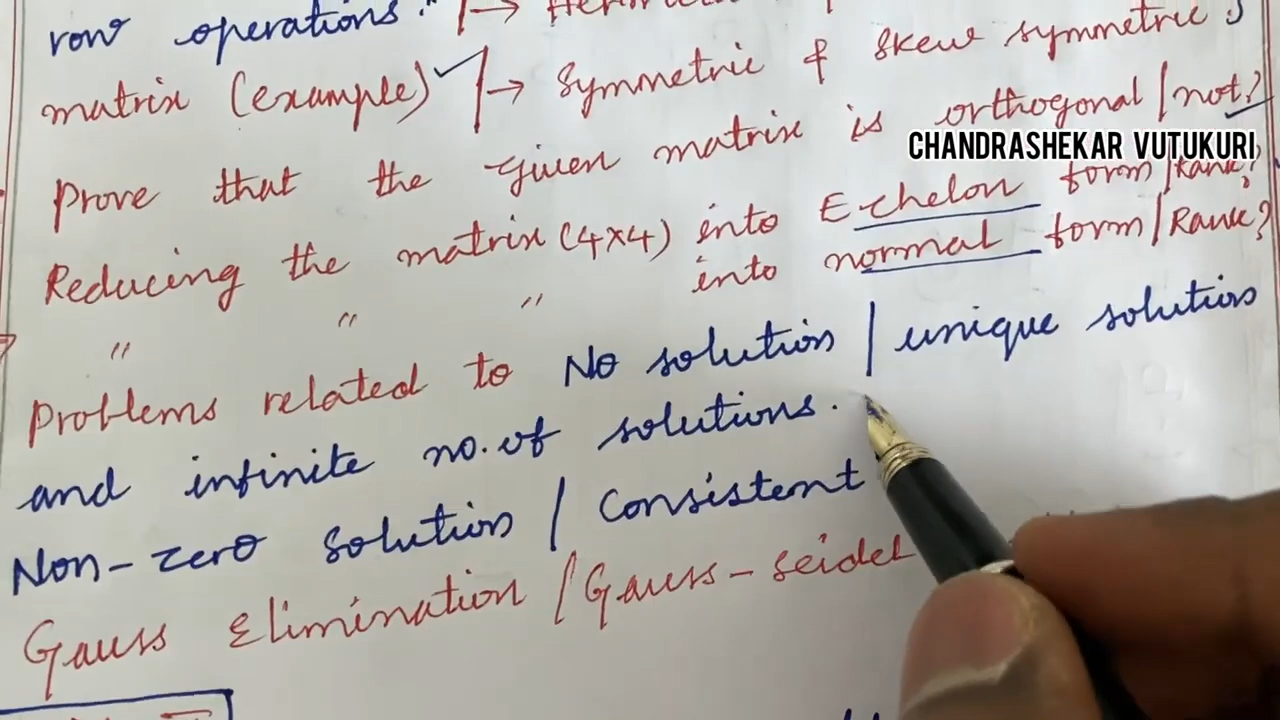 row operations.
matrix (example) → Symmetric & skew symmetric
Prove that the given matrix is orthogonal/not?
CHANDRASHEKAR VUTUKURI
Reducing the matrix (4x4) into Echelon form/Rank?
" " " into normal form/Rank?
Problems related to No solution | unique solution
and infinite no. of solutions.
Non-zero solution / Consistent
Gauss Elimination / Gauss-seidel